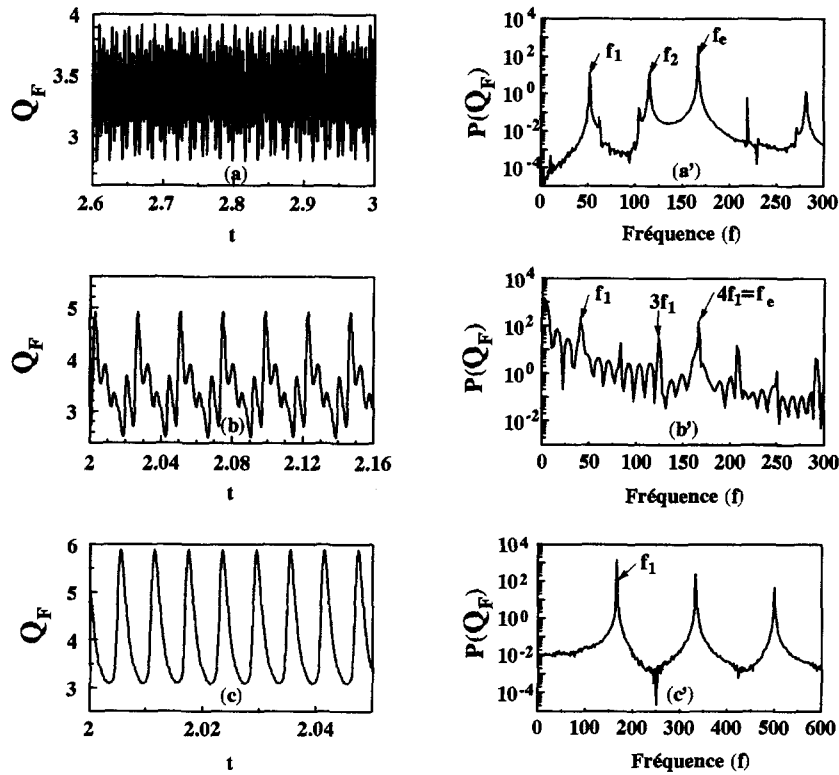 4
3.5
3
Q_F
(a)
2.6 2.7 2.8 2.9 3
t
10^4
10^2
10^0
10^-2
10^-4
P(Q_F)
f_1
f_2
f_e
(a')
0 50 100 150 200 250 300
Fréquence (f)
5
4
3
Q_F
(b)
2 2.04 2.08 2.12 2.16
t
10^4
10^2
10^0
10^-2
P(Q_F)
f_1
3f_1
4f_1=f_e
(b')
0 50 100 150 200 250 300
Fréquence (f)
6
5
4
3
Q_F
(c)
2 2.02 2.04
t
10^4
10^2
10^0
10^-2
10^-4
P(Q_F)
f_1
(c')
0 100 200 300 400 500 600
Fréquence (f)